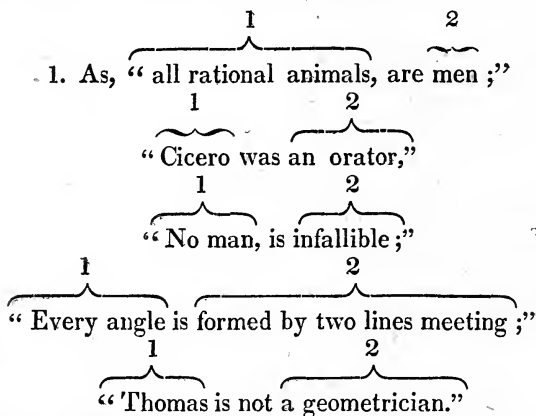 1 2
1. As, “ all rational animals, are men ;”
1 2
“ Cicero was an orator,”
1 2
“ No man, is infallible ;”
1 2
“ Every angle is formed by two lines meeting ;”
1 2
“ Thomas is not a geometrician.”